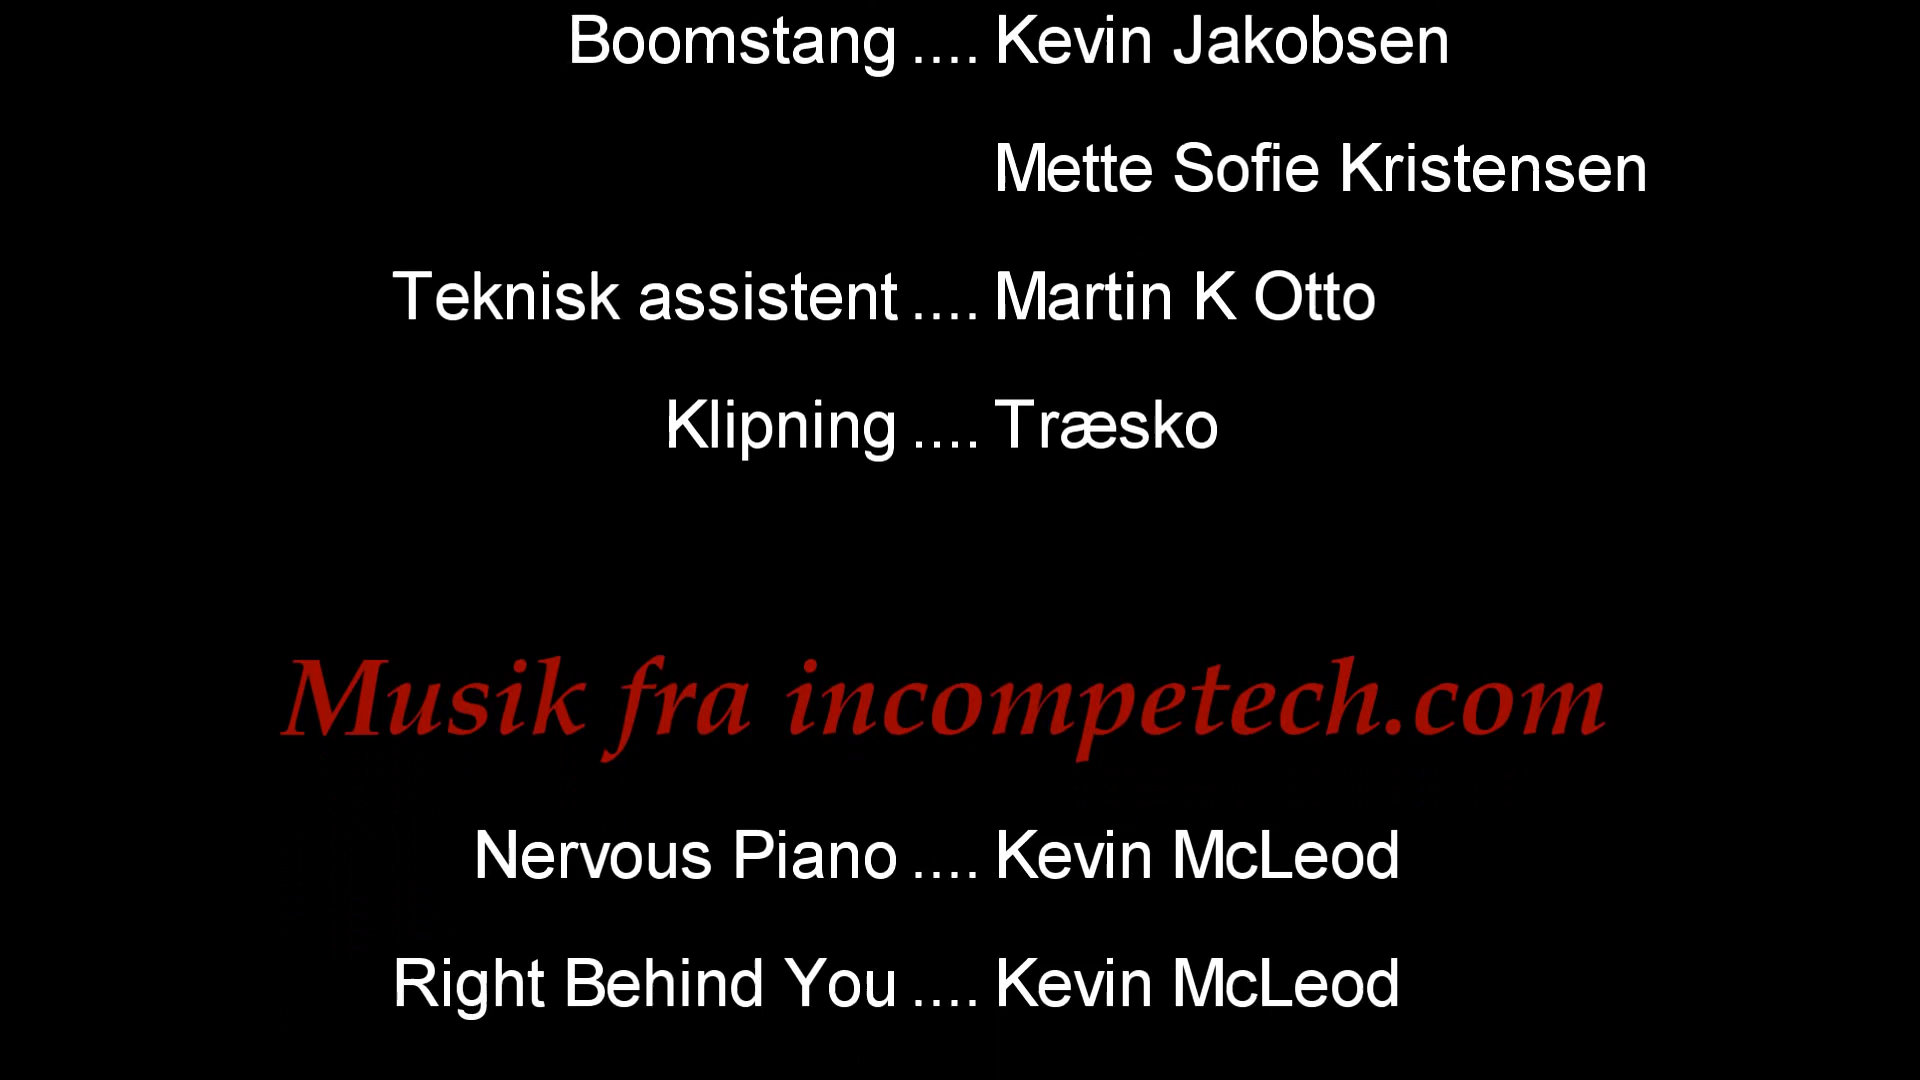 Boomstang .... Kevin Jakobsen
Mette Sofie Kristensen
Teknisk assistent .... Martin K Otto
Klipning .... Træsko
Musik fra incompetech.com
Nervous Piano .... Kevin McLeod
Right Behind You .... Kevin McLeod